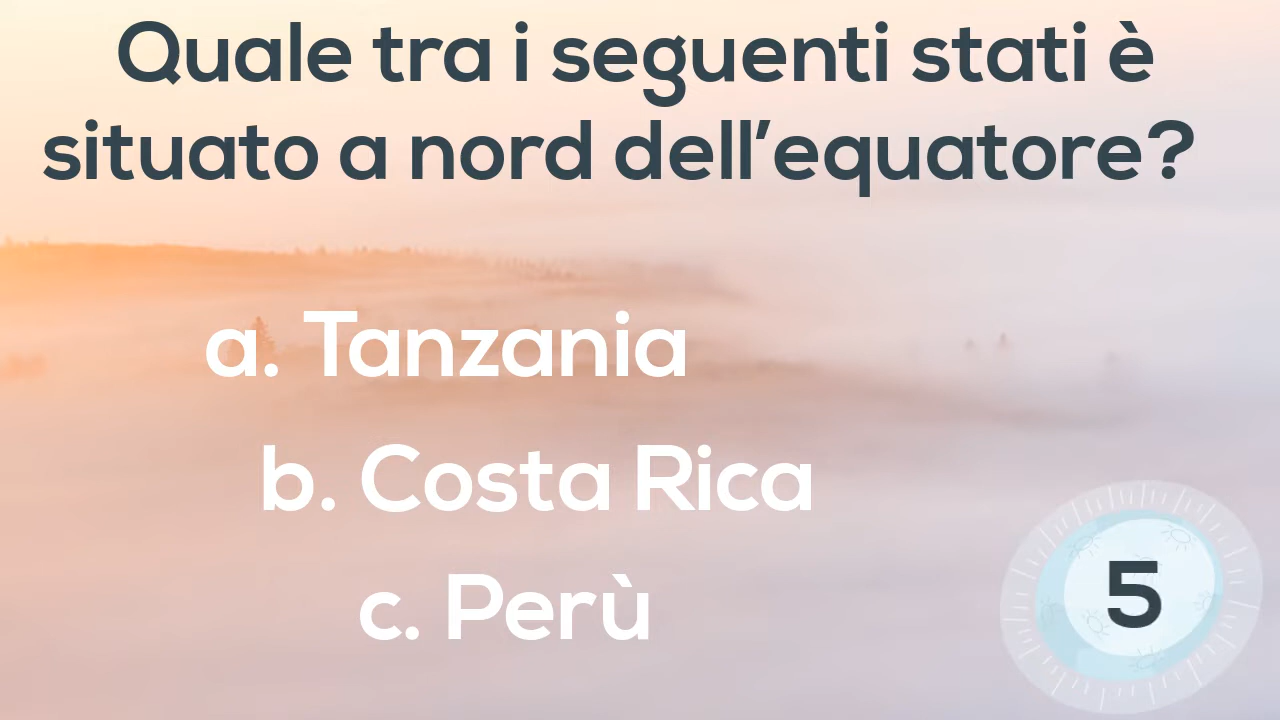 Quale tra i seguenti stati è
situato a nord dell’equatore?
a. Tanzania
b. Costa Rica
c. Perù
5